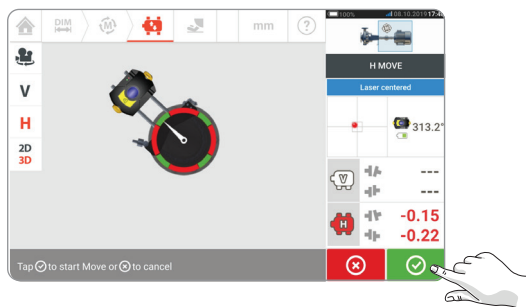 DIM
(M)
mm
?
100%
08.10.2019 17:4
V
H
2D
3D
H MOVE
Laser centered
313.2°
V
---
---
H
-0.15
-0.22
Tap ✓ to start Move or ⊗ to cancel